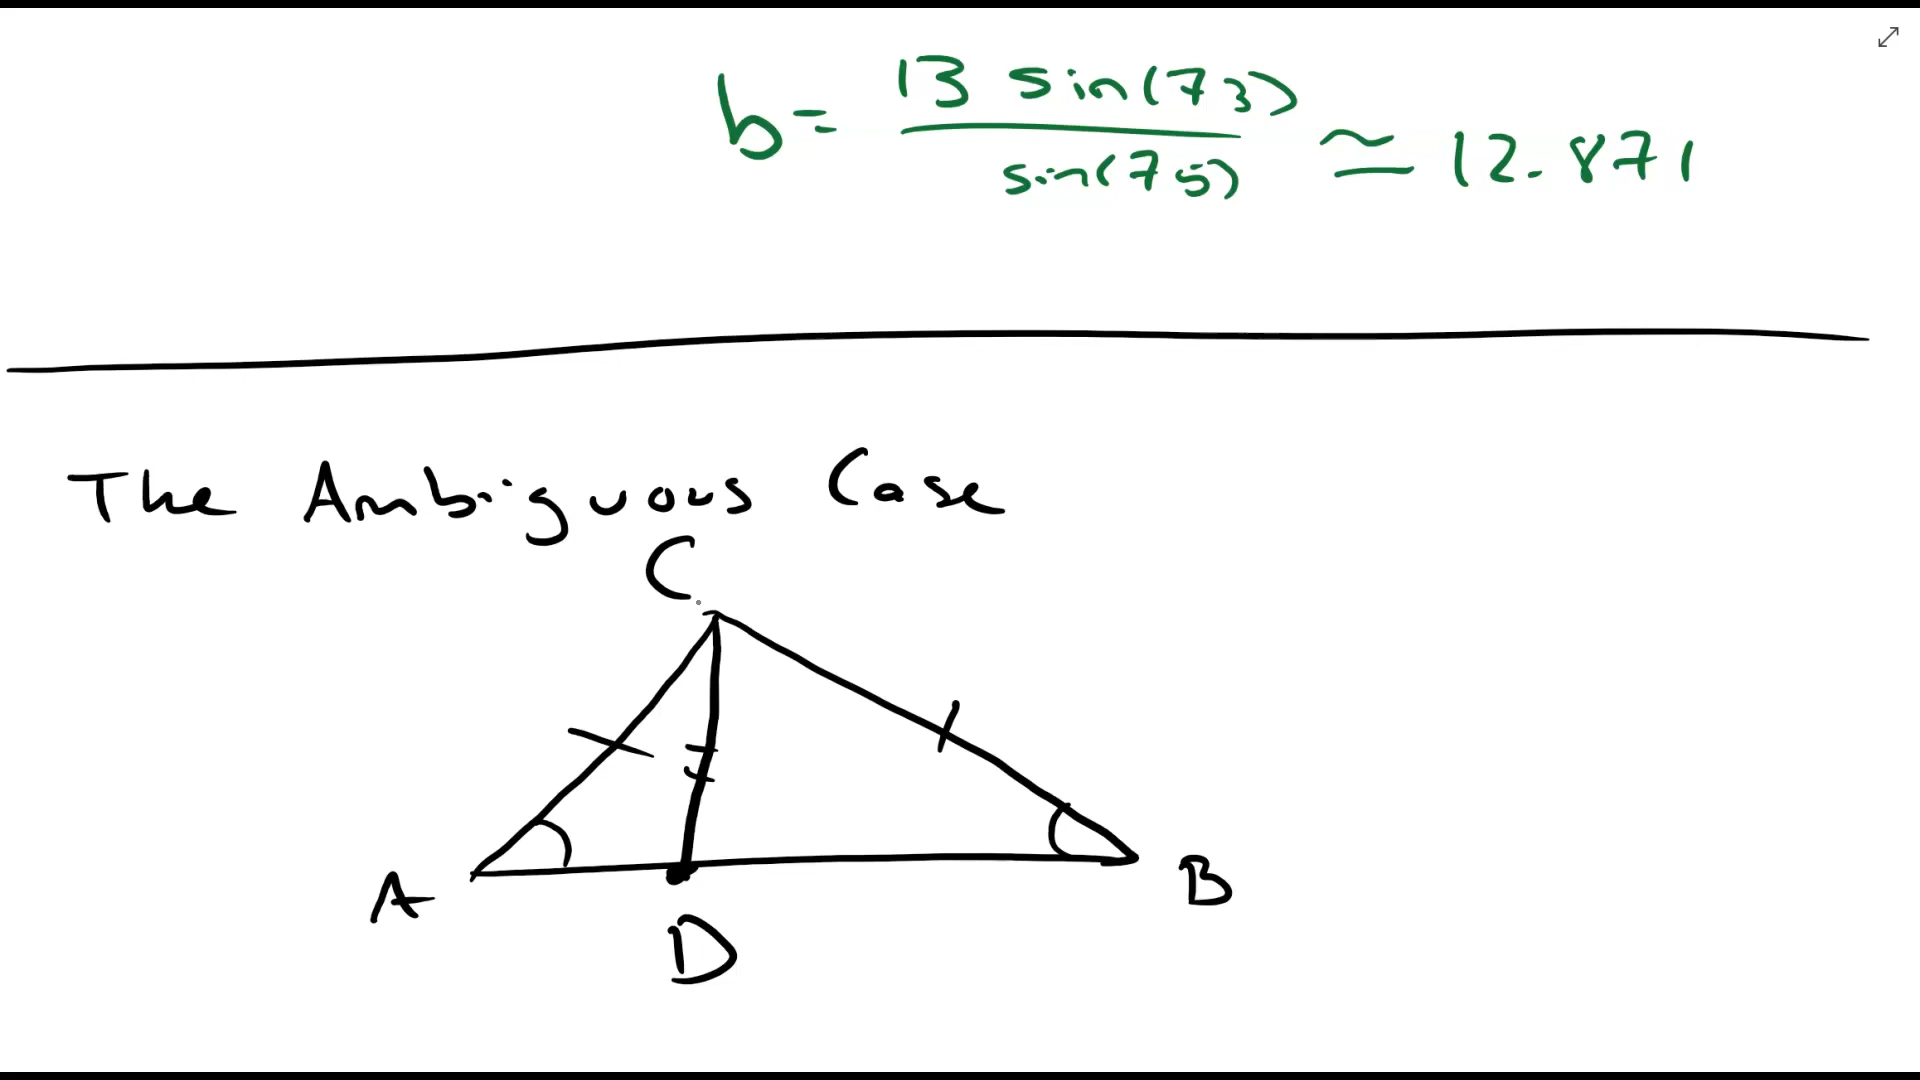 b = 13 sin(73) / sin(75) ≃ 12.871
The Ambiguous Case
C
A
B
D